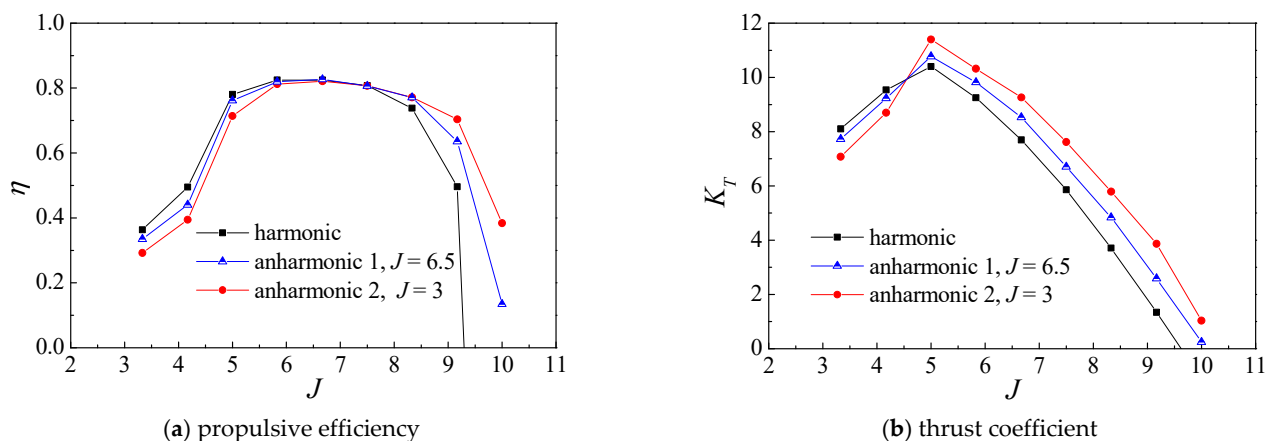 1.0
0.8
0.6
0.4
0.2
0.0
η
harmonic
anharmonic 1, J = 6.5
anharmonic 2, J = 3
2 3 4 5 6 7 8 9 10 11
J
(a) propulsive efficiency
12
10
8
6
4
2
0
K_T
harmonic
anharmonic 1, J = 6.5
anharmonic 2, J = 3
2 3 4 5 6 7 8 9 10 11
J
(b) thrust coefficient